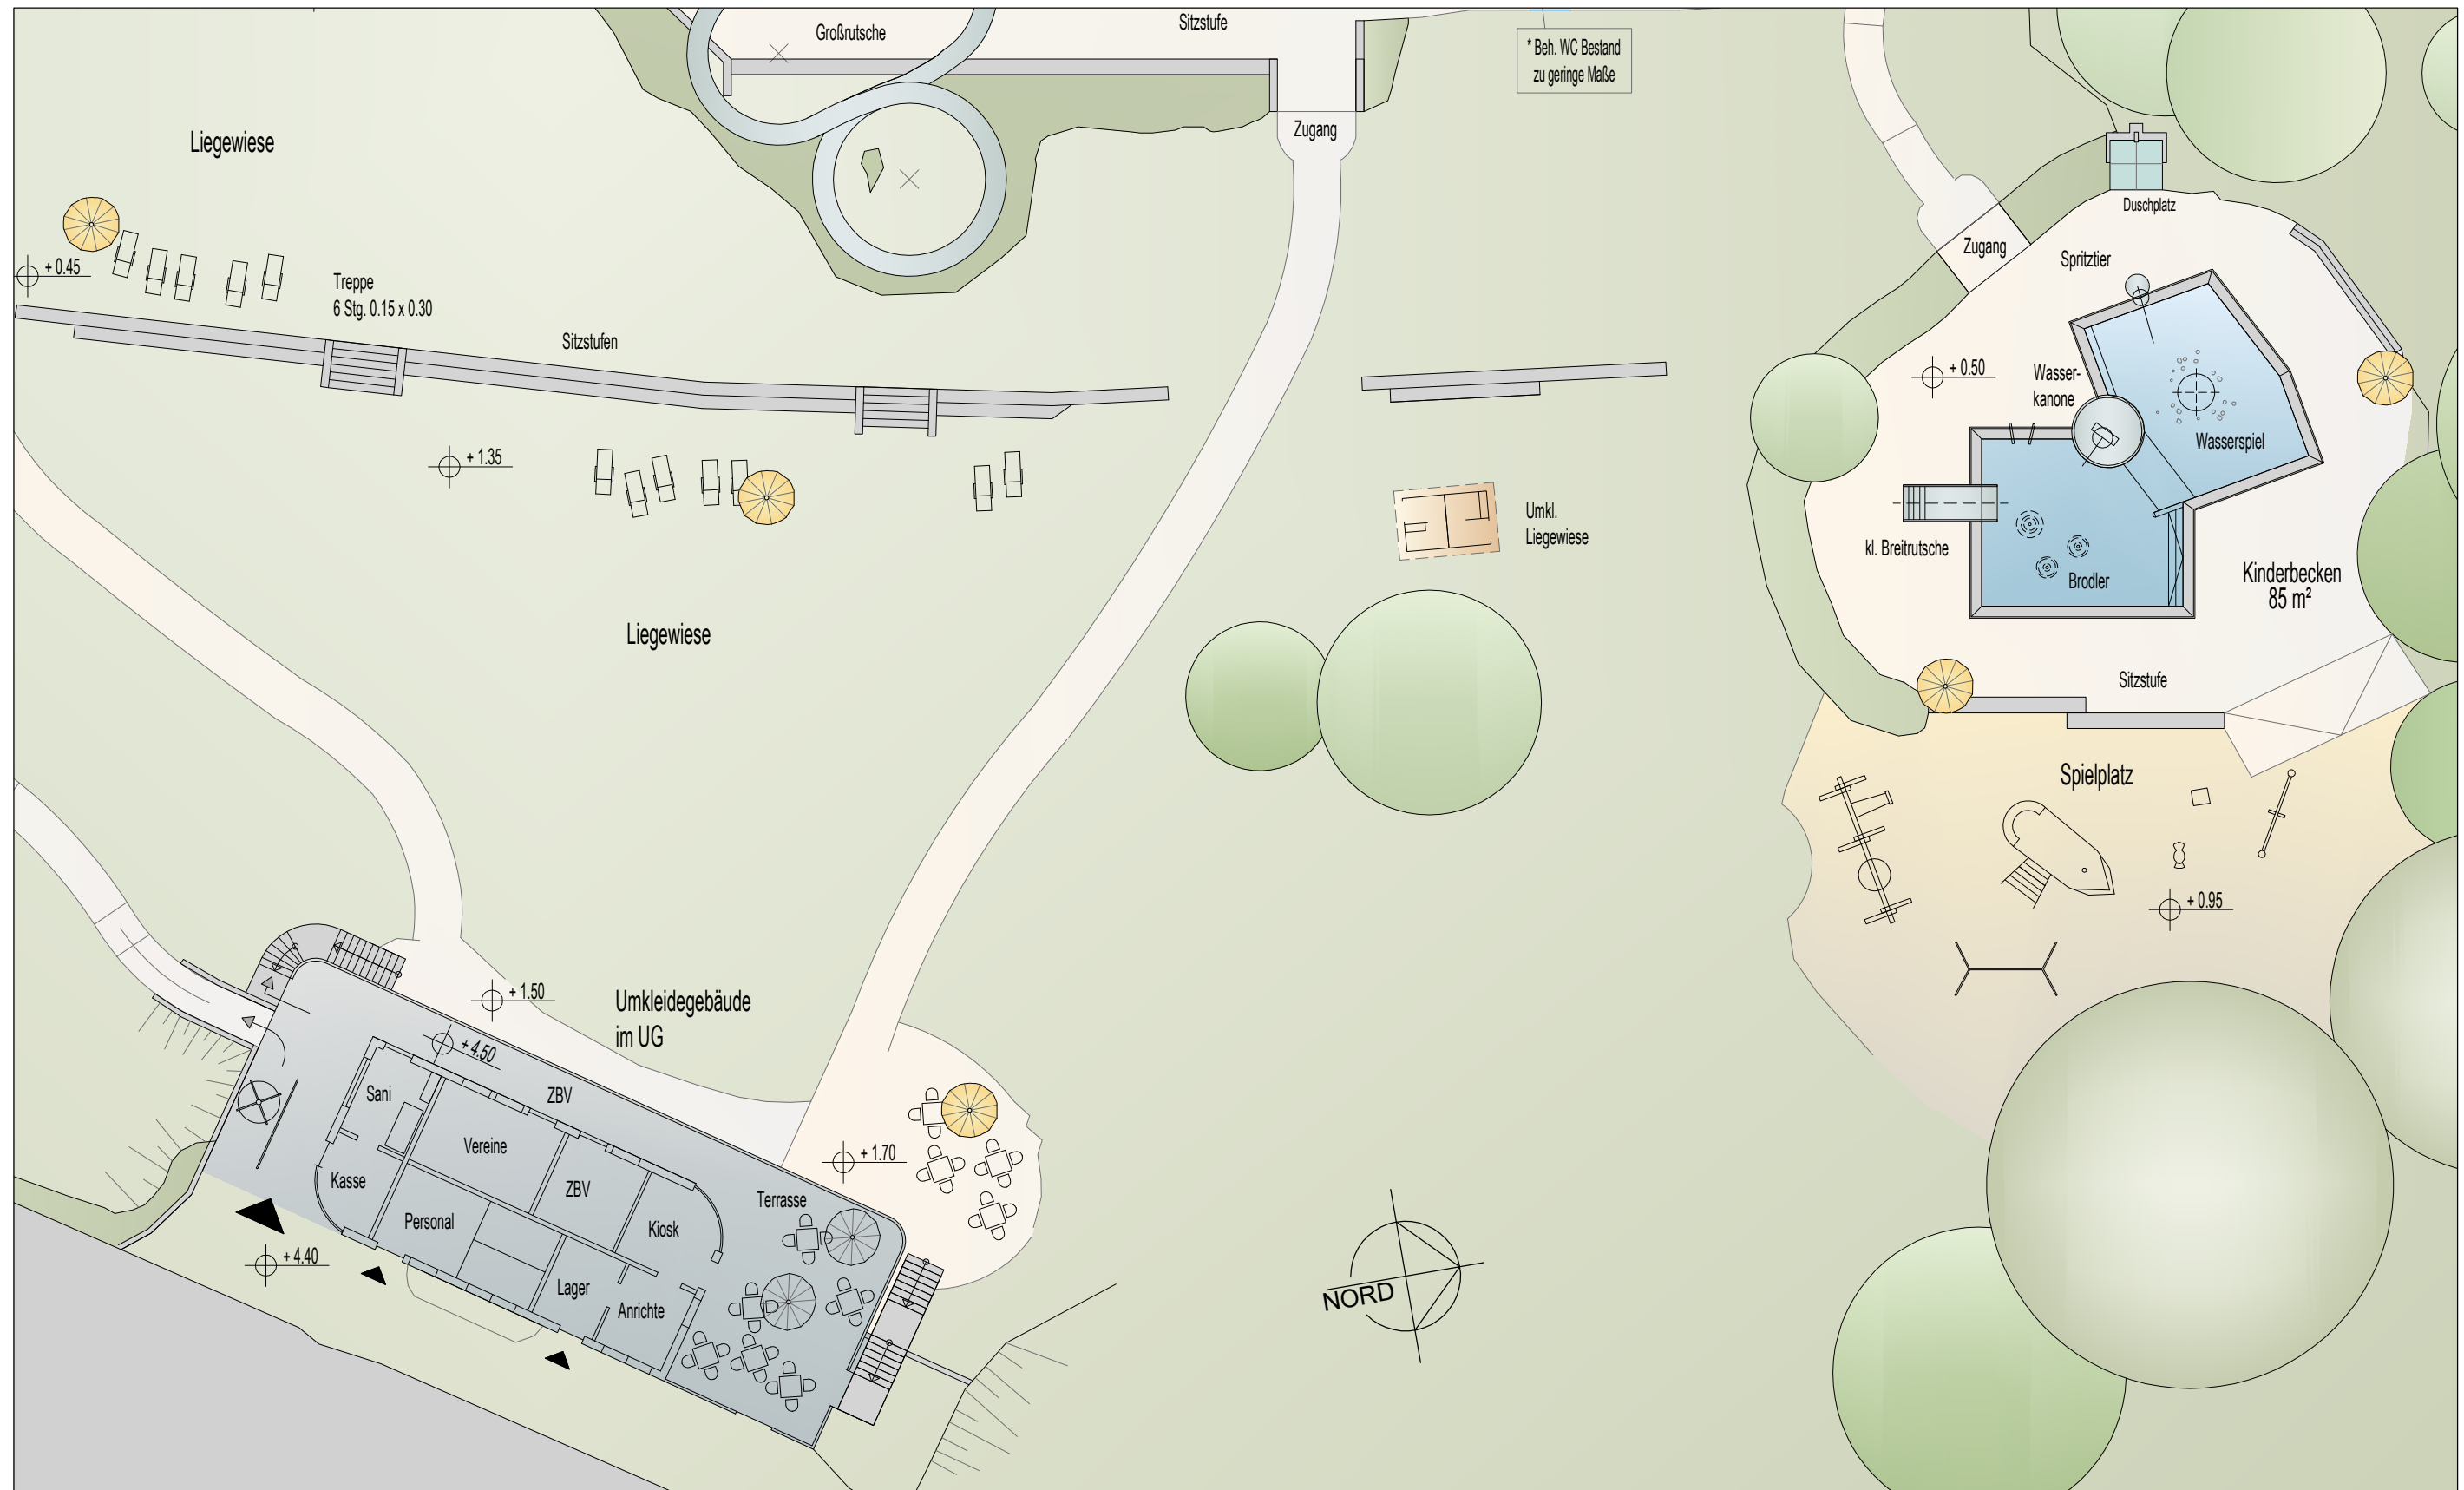 Großrutsche
Sitzstufe
* Beh. WC Bestand
zu geringe Maße
Zugang
Liegewiese
Duschplatz
Zugang
Spritztier
+ 0.45
Treppe
6 Stg. 0.15 x 0.30
Sitzstufen
+ 0.50
Wasser-
kanone
Wasserspiel
+ 1.35
Umkl.
Liegewiese
kl. Breitrutsche
Brodler
Kinderbecken
85 m²
Liegewiese
Sitzstufe
Spielplatz
+ 0.95
+ 1.50
Umkleidegebäude
im UG
+ 4.50
Sani
ZBV
Vereine
+ 1.70
Kasse
ZBV
Terrasse
Personal
Kiosk
+ 4.40
Lager
Anrichte
NORD